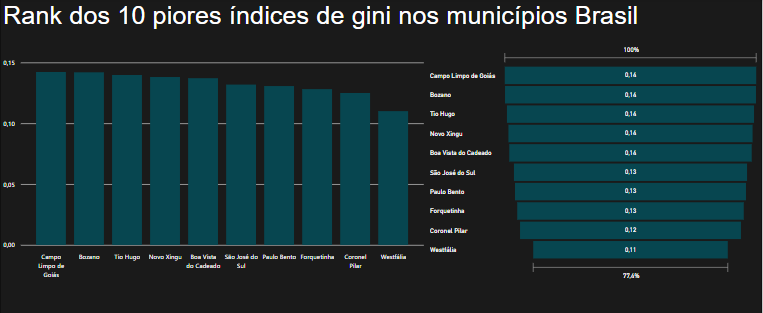 Rank dos 10 piores índices de gini nos municípios Brasil
0,15
0,10
0,05
0,00
Campo
Limpo de
Goiás
Bozano
Tio Hugo
Novo Xingu
Boa Vista
do Cadeado
São José do
Sul
Paulo Bento
Forquetinha
Coronel
Pilar
Westfália
100%
Campo Limpo de Goiás 0,14
Bozano 0,14
Tio Hugo 0,14
Novo Xingu 0,14
Boa Vista do Cadeado 0,14
São José do Sul 0,13
Paulo Bento 0,13
Forquetinha 0,13
Coronel Pilar 0,12
Westfália 0,11
77,4%